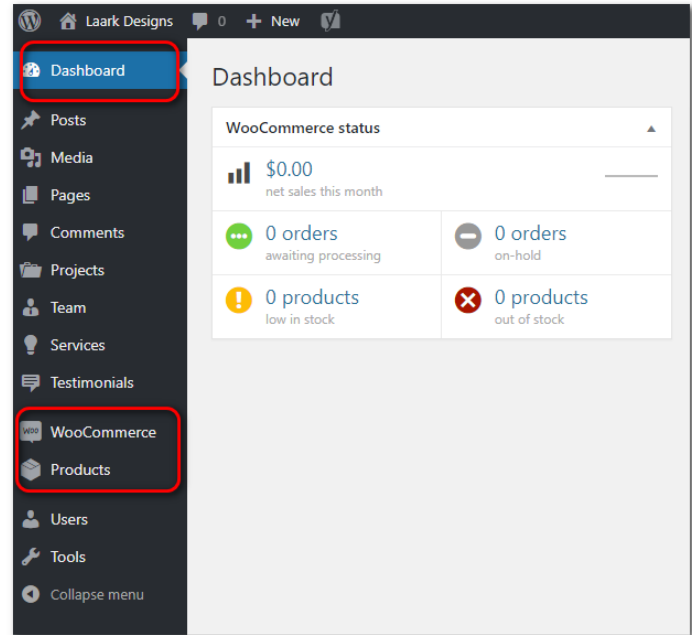 Laark Designs 0 + New
Dashboard
Posts
Media
Pages
Comments
Projects
Team
Services
Testimonials
WOO WooCommerce
Products
Users
Tools
Collapse menu
Dashboard
WooCommerce status
$0.00
net sales this month
0 orders
awaiting processing
0 orders
on-hold
0 products
low in stock
0 products
out of stock